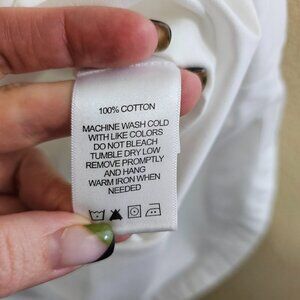 100% COTTON
MACHINE WASH COLD
WITH LIKE COLORS
DO NOT BLEACH
TUMBLE DRY LOW
REMOVE PROMPTLY
AND HANG
WARM IRON WHEN
NEEDED